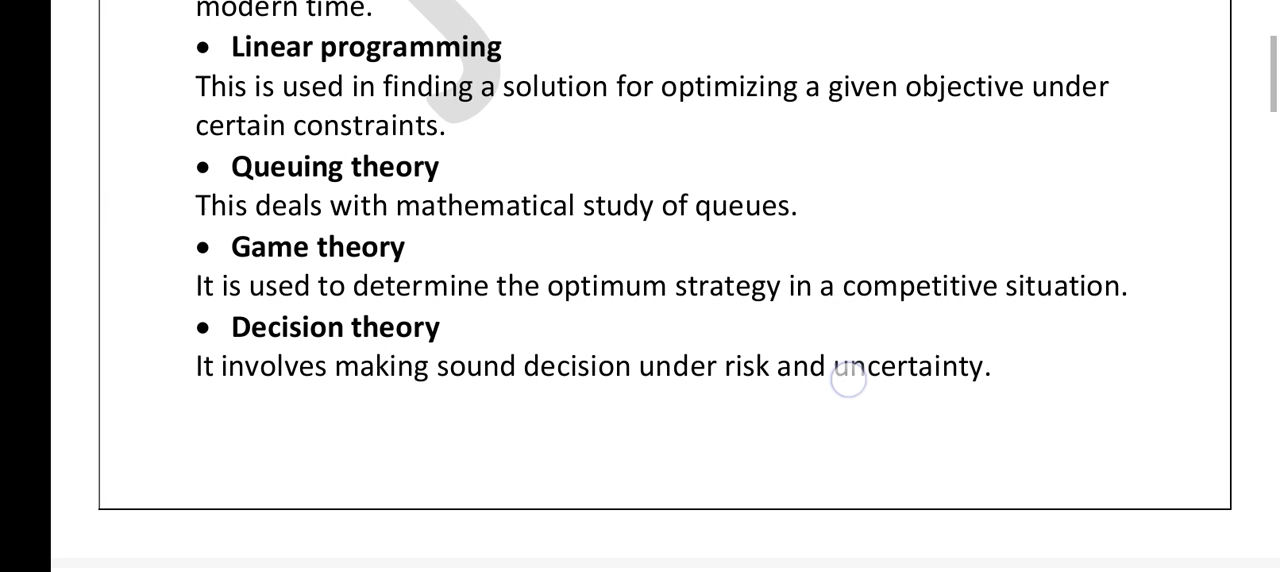 modern time.
• Linear programming
This is used in finding a solution for optimizing a given objective under
certain constraints.
• Queuing theory
This deals with mathematical study of queues.
• Game theory
It is used to determine the optimum strategy in a competitive situation.
• Decision theory
It involves making sound decision under risk and uncertainty.